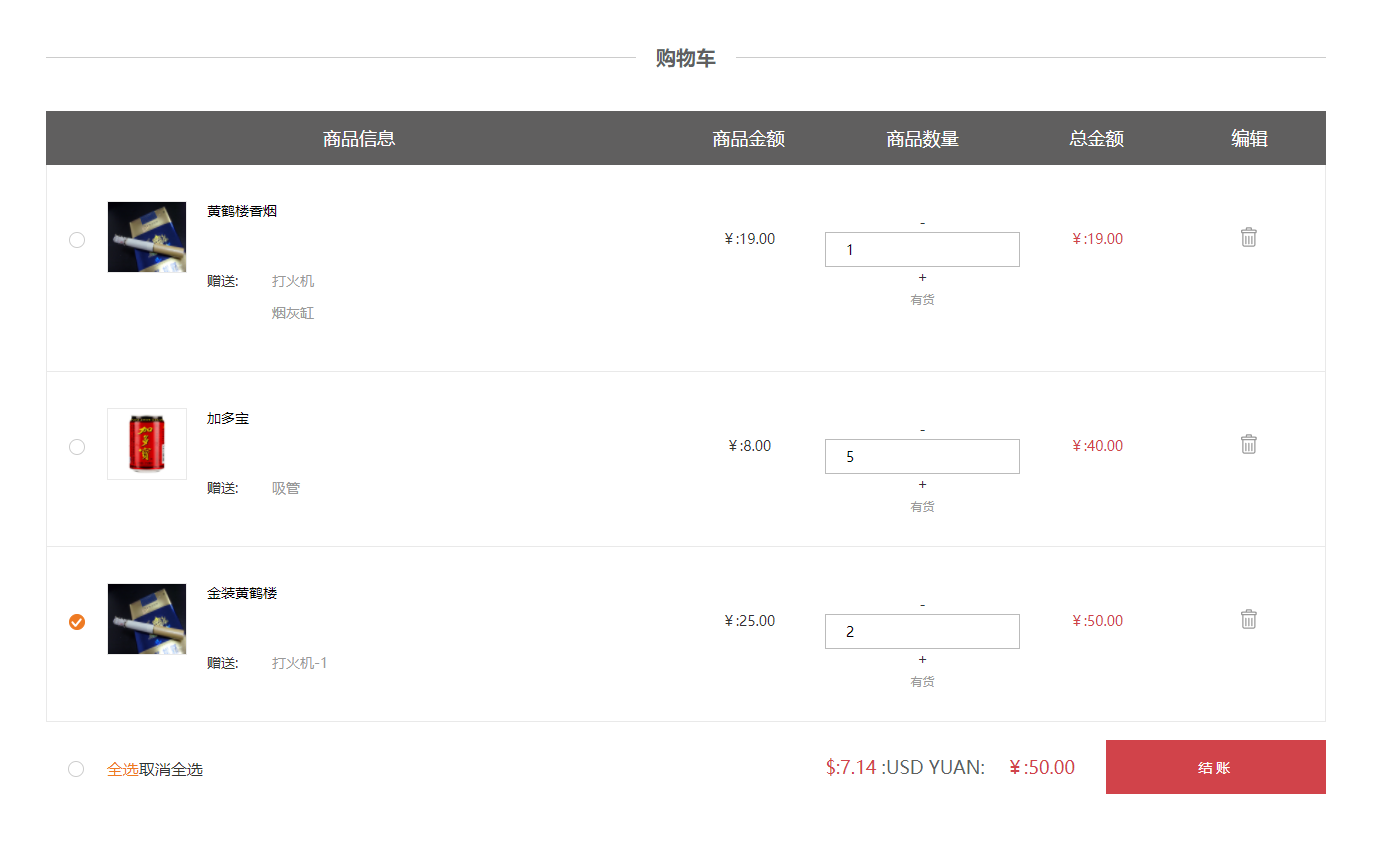 购物车
商品信息 商品金额 商品数量 总金额 编辑
黄鹤楼香烟
-
¥:19.00 1 ¥:19.00
+
赠送: 打火机
有货
烟灰缸
加多宝
加多宝
-
¥:8.00 5 ¥:40.00
+
赠送: 吸管
有货
金装黄鹤楼
-
¥:25.00 2 ¥:50.00
+
赠送: 打火机-1
有货
全选取消全选 $:7.14 :USD YUAN: ¥:50.00 结账